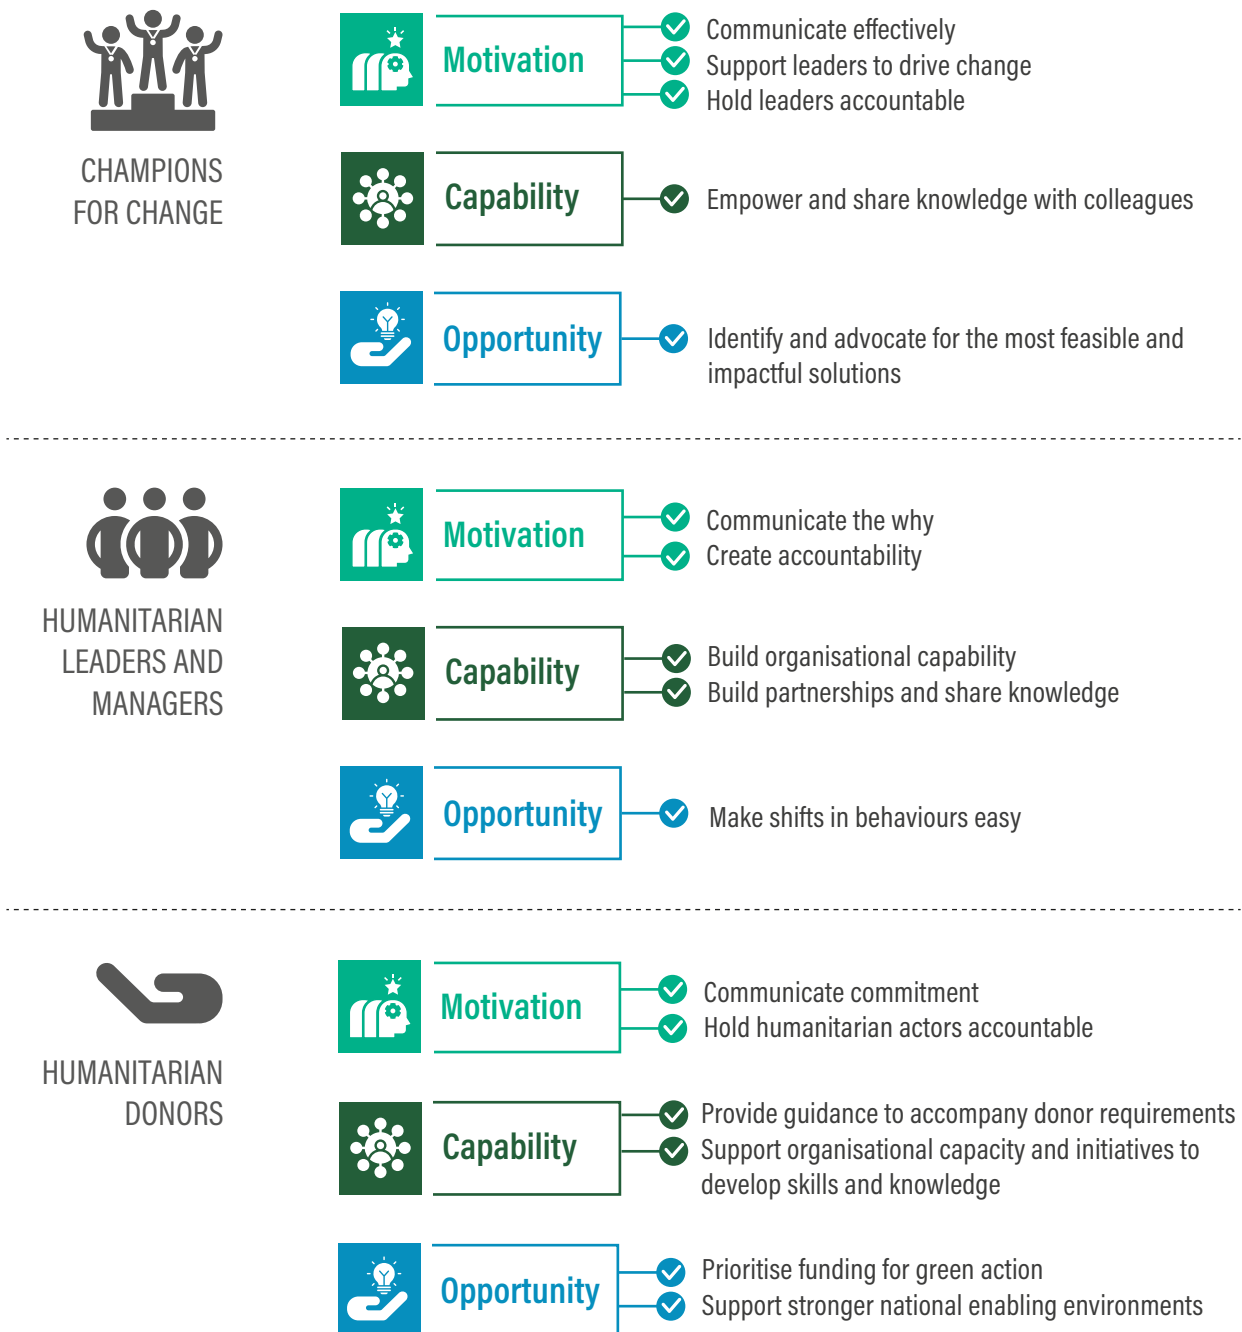 CHAMPIONS
FOR CHANGE
Motivation
Communicate effectively
Support leaders to drive change
Hold leaders accountable
Capability
Empower and share knowledge with colleagues
Opportunity
Identify and advocate for the most feasible and
impactful solutions
HUMANITARIAN
LEADERS AND
MANAGERS
Motivation
Communicate the why
Create accountability
Capability
Build organisational capability
Build partnerships and share knowledge
Opportunity
Make shifts in behaviours easy
HUMANITARIAN
DONORS
Motivation
Communicate commitment
Hold humanitarian actors accountable
Capability
Provide guidance to accompany donor requirements
Support organisational capacity and initiatives to
develop skills and knowledge
Opportunity
Prioritise funding for green action
Support stronger national enabling environments